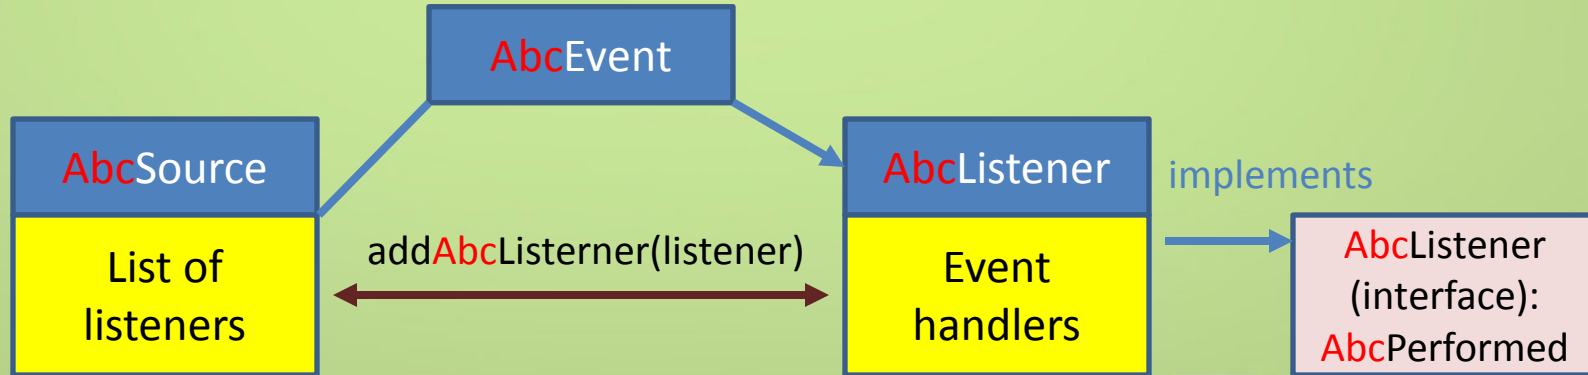 AbcEvent
AbcSource
AbcListener
implements
List of
listeners
addAbcListerner(listener)
Event
handlers
AbcListener
(interface):
AbcPerformed